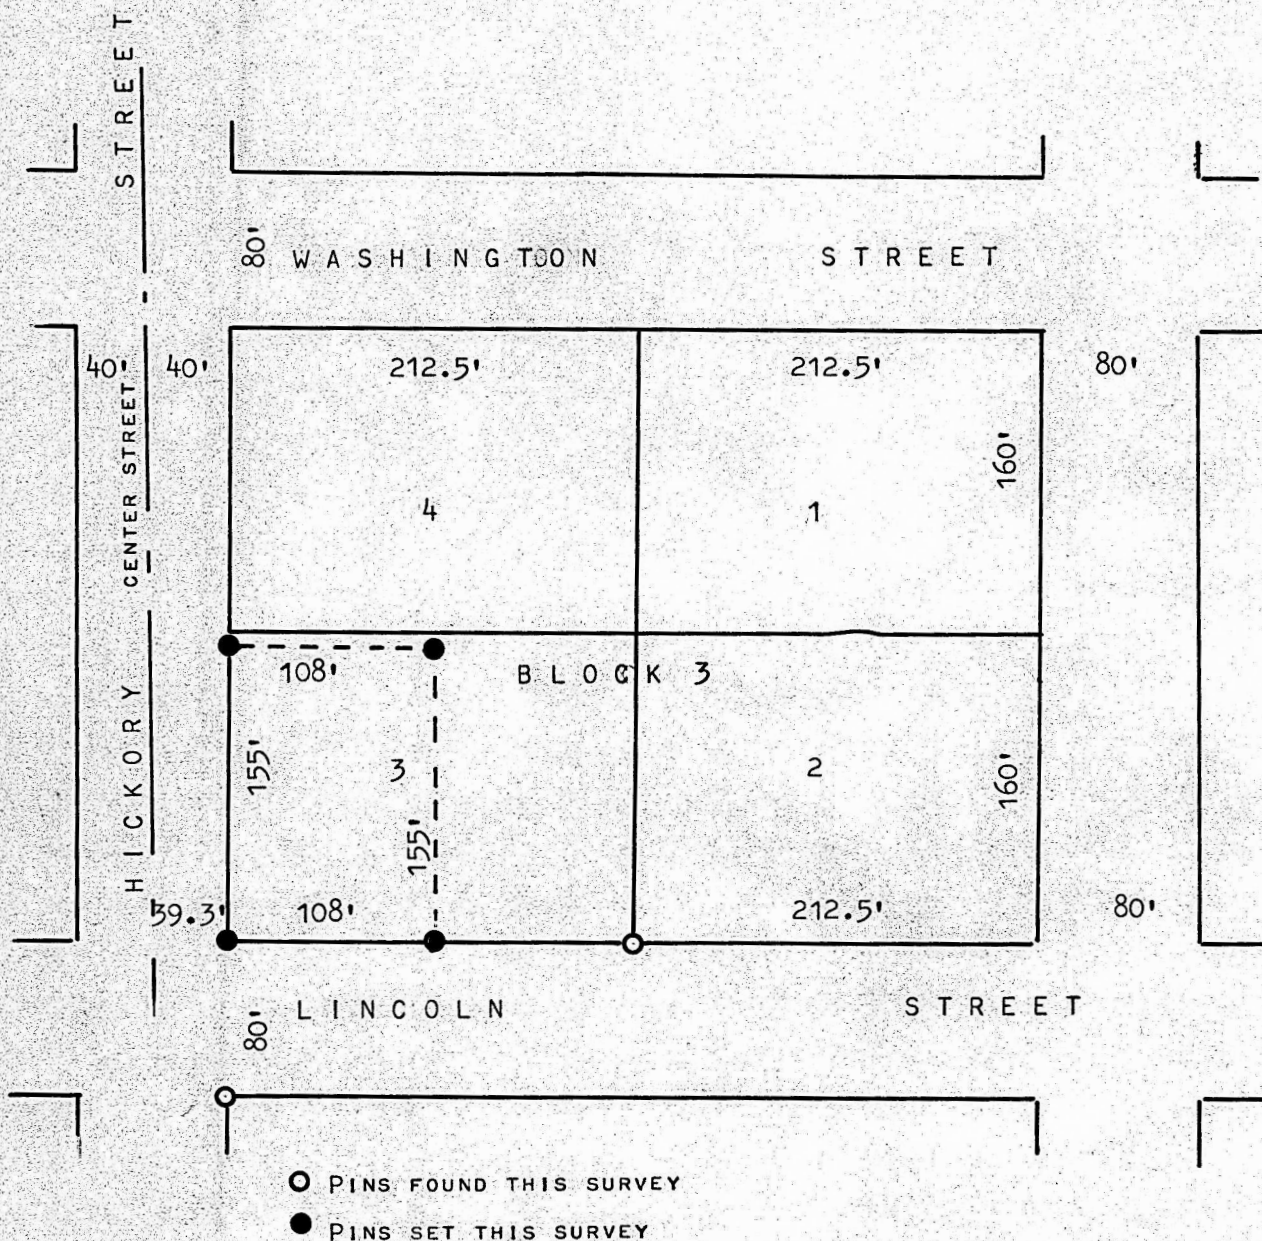 STREET
80' WASHINGTOON STREET
40' 40' 212.5' 212.5' 80'
CENTER STREET
160'
4 1
108' BLOCK 3
HICKORY
155' 3 2 160'
155'
39.3' 108' 212.5' 80'
80' LINCOLN STREET
PINS FOUND THIS SURVEY
PINS SET THIS SURVEY